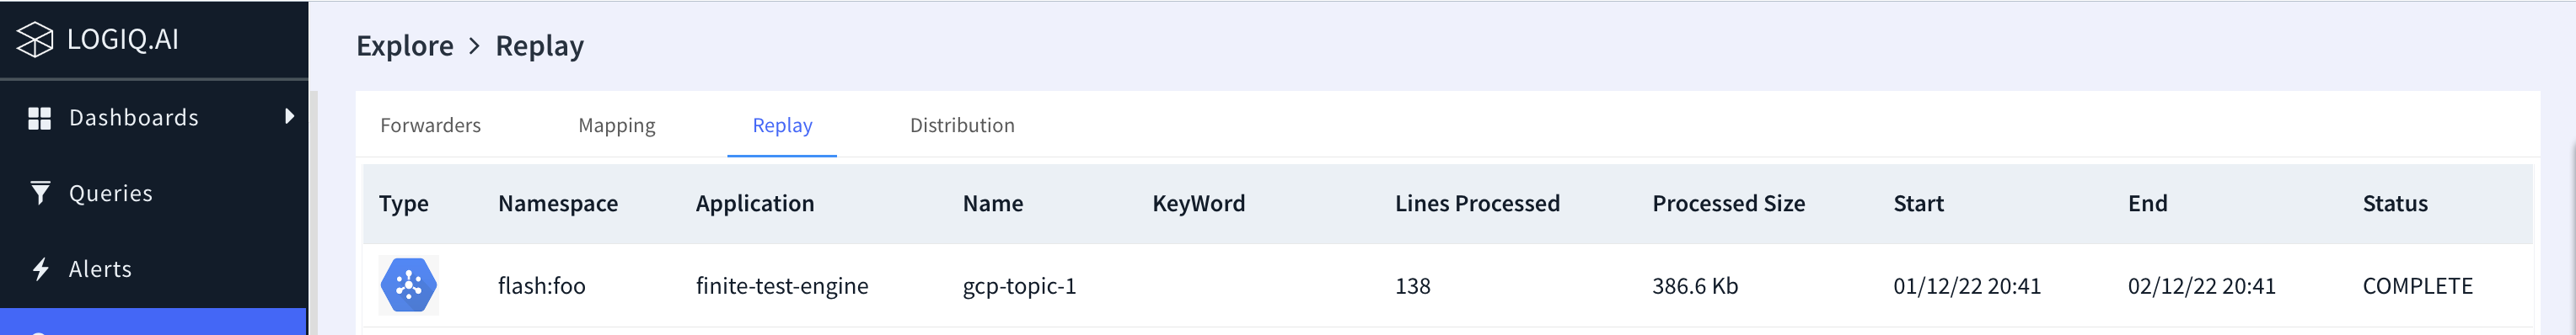 LOGIQ.AI
Explore > Replay
Dashboards
Queries
Alerts
Forwarders Mapping Replay Distribution
Type Namespace Application Name KeyWord Lines Processed Processed Size Start End Status
flash:foo finite-test-engine gcp-topic-1 138 386.6 Kb 01/12/22 20:41 02/12/22 20:41 COMPLETE